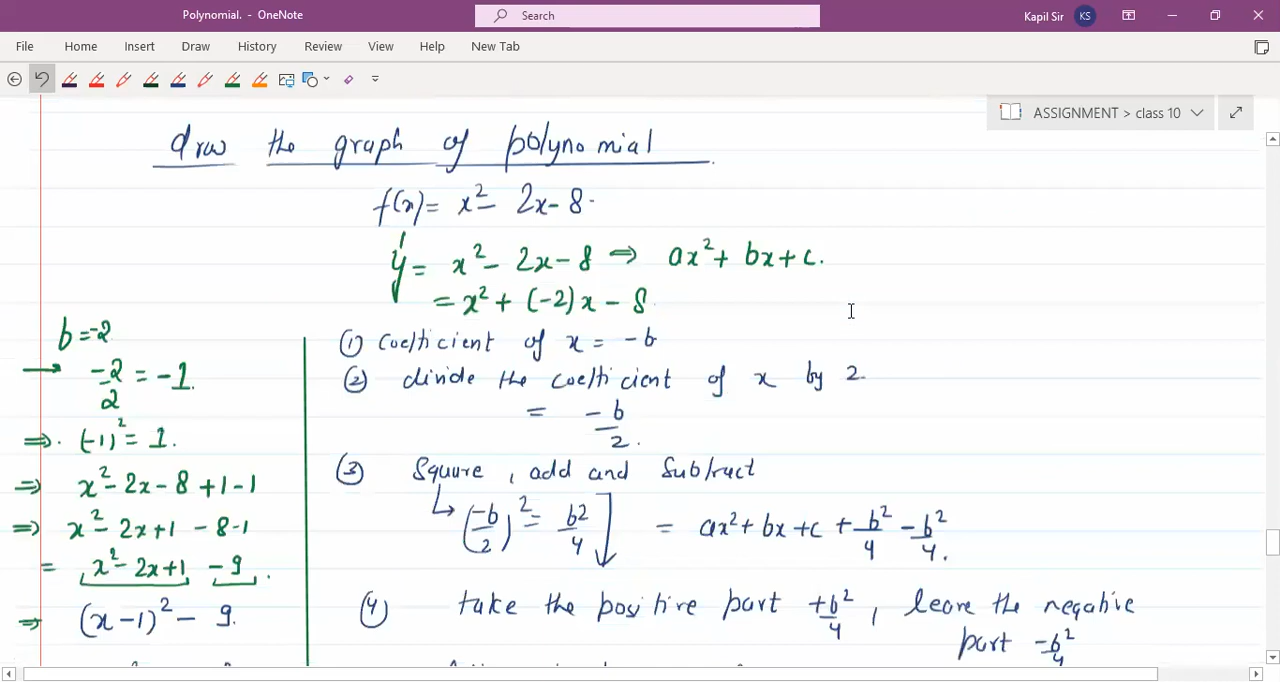 Polynomial. - OneNote
Search
Kapil Sir KS
File Home Insert Draw History Review View Help New Tab
ASSIGNMENT > class 10
draw the graph of polynomial
f(x) = x² - 2x - 8.
y = x² - 2x - 8 ⇒ ax² + bx + c.
= x² + (-2)x - 8
(1) coefficient of x = -b
(2) divide the coefficient of x by 2
= -b/2.
(3) Square, add and Subtract
(-b/2)² = b²/4 = ax² + bx + c + b²/4 - b²/4.
(4) take the positive part +b²/4, leave the negative
part -b²/4
b = -2
→ -2/2 = -1.
⇒. (-1)² = 1.
⇒ x² - 2x - 8 + 1 - 1
⇒ x² - 2x + 1 - 8 - 1
= x² - 2x + 1 - 9.
⇒ (x - 1)² - 9.